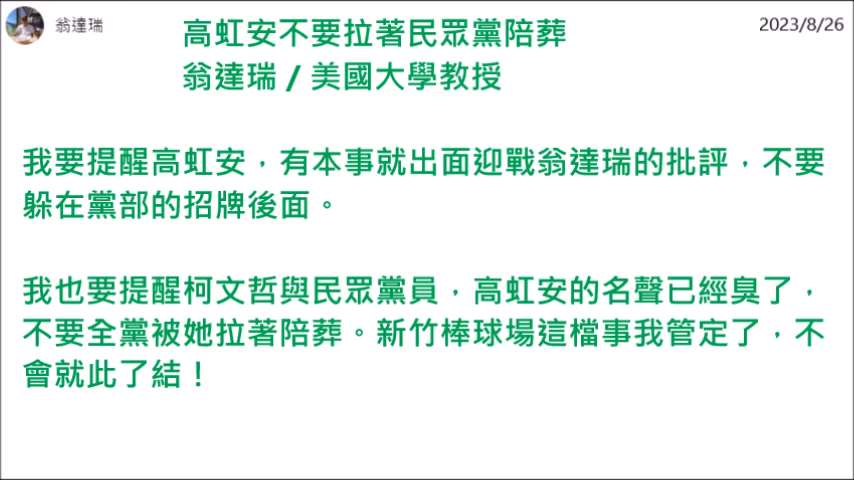 翁達瑞
2023/8/26
高虹安不要拉著民眾黨陪葬
翁達瑞 / 美國大學教授
我要提醒高虹安，有本事就出面迎戰翁達瑞的批評，不要
躲在黨部的招牌後面。
我也要提醒柯文哲與民眾黨員，高虹安的名聲已經臭了，
不要全黨被她拉著陪葬。新竹棒球場這檔事我管定了，不
會就此了結！